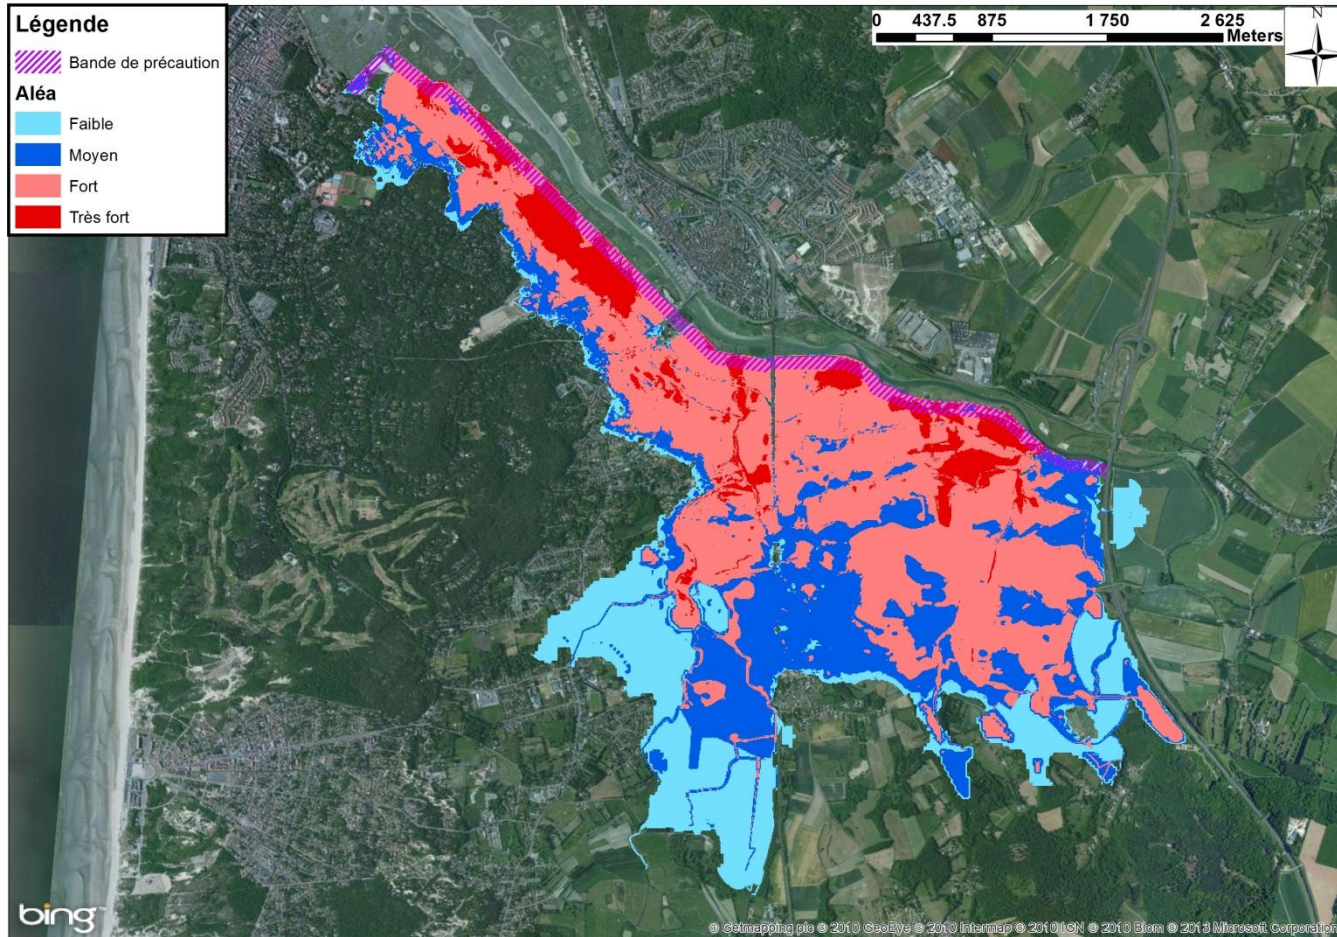 Légende
Bande de précaution
Aléa
Faible
Moyen
Fort
Très fort
0 437.5 875 1 750 2 625
Meters
N
bing™
© Getmapping plc © 2010 GeoEye © 2010 Intermap © 2010 IGN © 2010 Blom © 2013 Microsoft Corporation